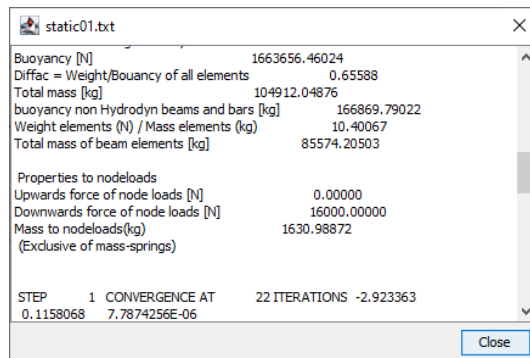 static01.txt
Buoyancy [N] 1663656.46024
Diffac = Weight/Bouancy of all elements 0.65588
Total mass [kg] 104912.04876
buoyancy non Hydrodyn beams and bars [kg] 166869.79022
Weight elements (N) / Mass elements (kg) 10.40067
Total mass of beam elements [kg] 85574.20503
Properties to nodeloads
Upwards force of node loads [N] 0.00000
Downwards force of node loads [N] 16000.00000
Mass to nodeloads(kg) 1630.98872
(Exclusive of mass-springs)
STEP 1 CONVERGENCE AT 22 ITERATIONS -2.923363
0.1158068 7.7874256E-06
Close